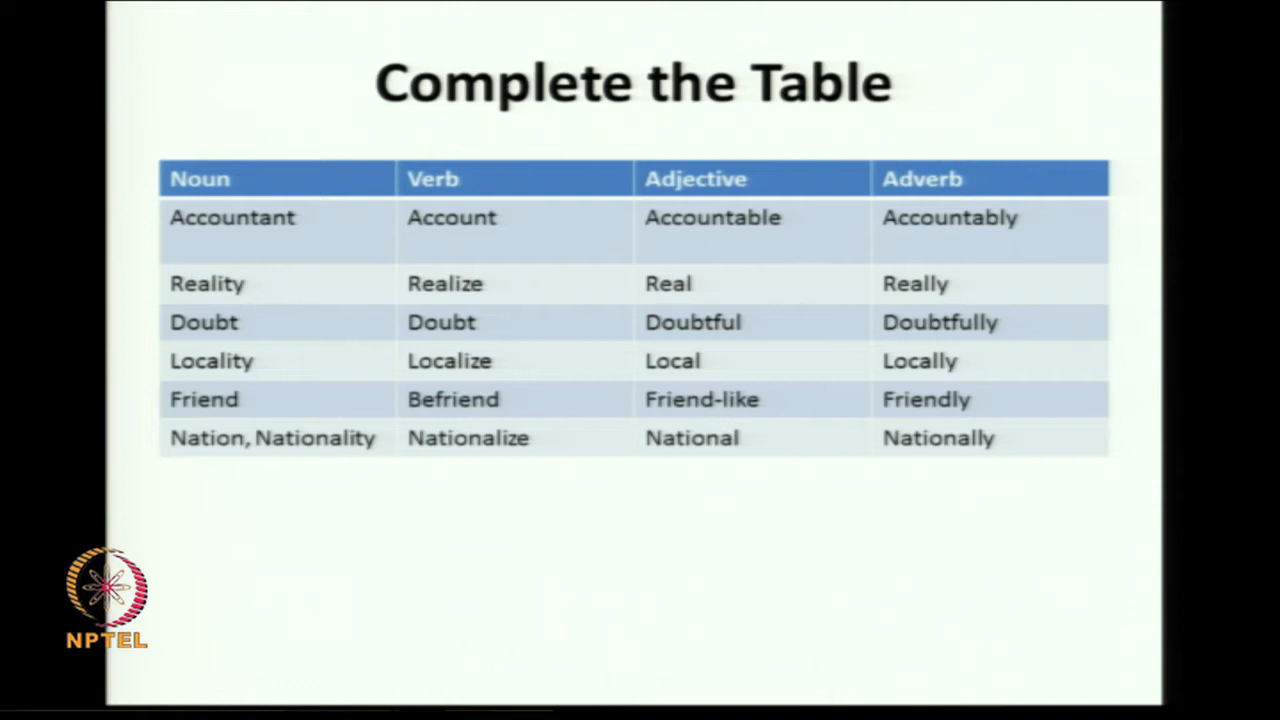 Complete the Table
Noun Verb Adjective Adverb
Accountant Account Accountable Accountably
Reality Realize Real Really
Doubt Doubt Doubtful Doubtfully
Locality Localize Local Locally
Friend Befriend Friend-like Friendly
Nation, Nationality Nationalize National Nationally
NPTEL